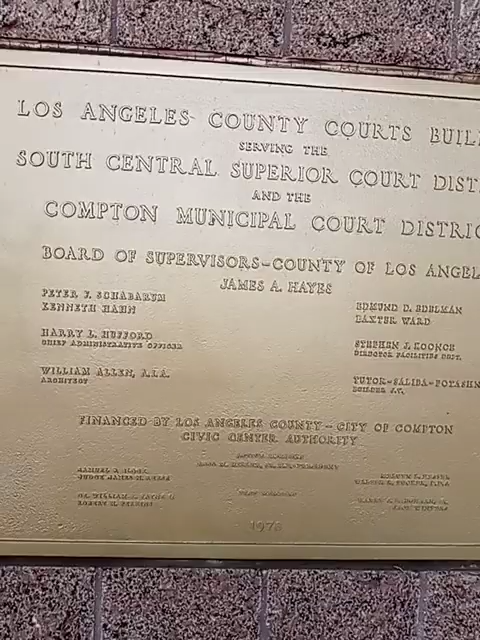 LOS ANGELES COUNTY COURTS BUIL
SERVING THE
SOUTH CENTRAL SUPERIOR COURT DIST
AND THE
COMPTON MUNICIPAL COURT DISTRIC
BOARD OF SUPERVISORS-COUNTY OF LOS ANGEL
JAMES A. HAYES
PETER F. SCHABARUM
KENNETH HAHN
EDMUND D. EDELMAN
BAXTER WARD
HARRY L. HUFFORD
CHIEF ADMINISTRATIVE OFFICER
STEPHEN J. KOONCE
DIRECTOR FACILITIES DEPT.
WILLIAM ALLEN, A.I.A.
ARCHITECT
TUTOR-SALIBA-POTASHN
BUILDER J.V.
FINANCED BY LOS ANGELES COUNTY - CITY OF COMPTON
CIVIC CENTER AUTHORITY